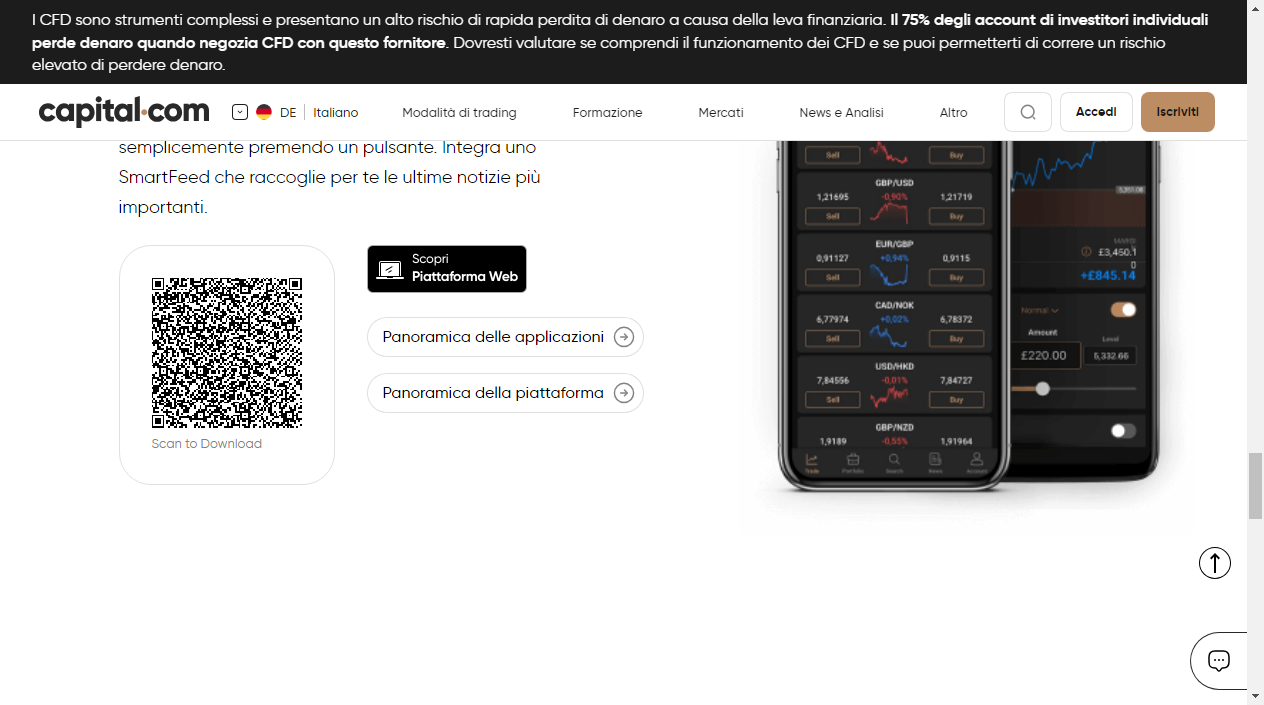 I CFD sono strumenti complessi e presentano un alto rischio di rapida perdita di denaro a causa della leva finanziaria. Il 75% degli account di investitori individuali
perde denaro quando negozia CFD con questo fornitore. Dovresti valutare se comprendi il funzionamento dei CFD e se puoi permetterti di correre un rischio
elevato di perdere denaro.
capital.com
DE
Italiano
Modalità di trading
Formazione
Mercati
News e Analisi
Altro
Accedi
Iscriviti
semplicemente premendo un pulsante. Integra uno
SmartFeed che raccoglie per te le ultime notizie più
importanti.
Scan to Download
Scopri
Piattaforma Web
Panoramica delle applicazioni
Panoramica della piattaforma
Sell
Buy
GBP/USD
1,21695
-0,90%
1,21719
Sell
Buy
EUR/GBP
0,91127
+0,94%
0,9115
Sell
Buy
CAD/NOK
6,77974
+0,02%
6,78372
Sell
Buy
USD/HKD
7,84556
-0,01%
7,84727
Sell
Buy
GBP/NZD
1,9189
-0,55%
1,91964
Trade
Portfolio
Search
News
Account
£3,450.1
0
+£845.14
Normal
Amount
Level
£220.00
5,332.66